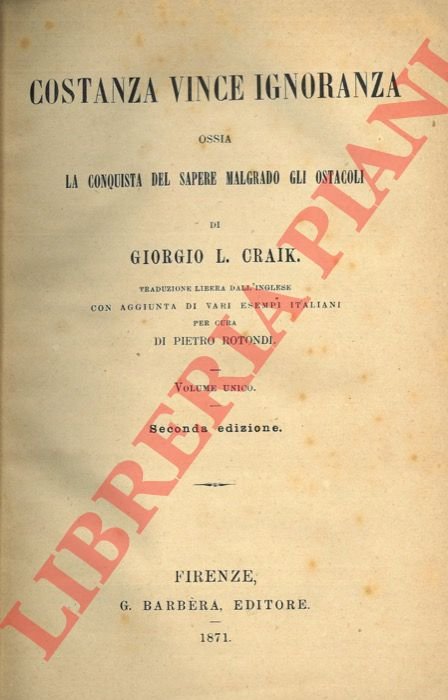 COSTANZA VINCE IGNORANZA
OSSIA
LA CONQUISTA DEL SAPERE MALGRADO GLI OSTACOLI
DI
GIORGIO L. CRAIK.
TRADUZIONE LIBERA DALL'INGLESE
CON AGGIUNTA DI VARI ESEMPI ITALIANI
PER CURA
DI PIETRO ROTONDI.
VOLUME UNICO.
Seconda edizione.
FIRENZE,
G. BARBÈRA, EDITORE.
1871.
LIBRERIA PIANI